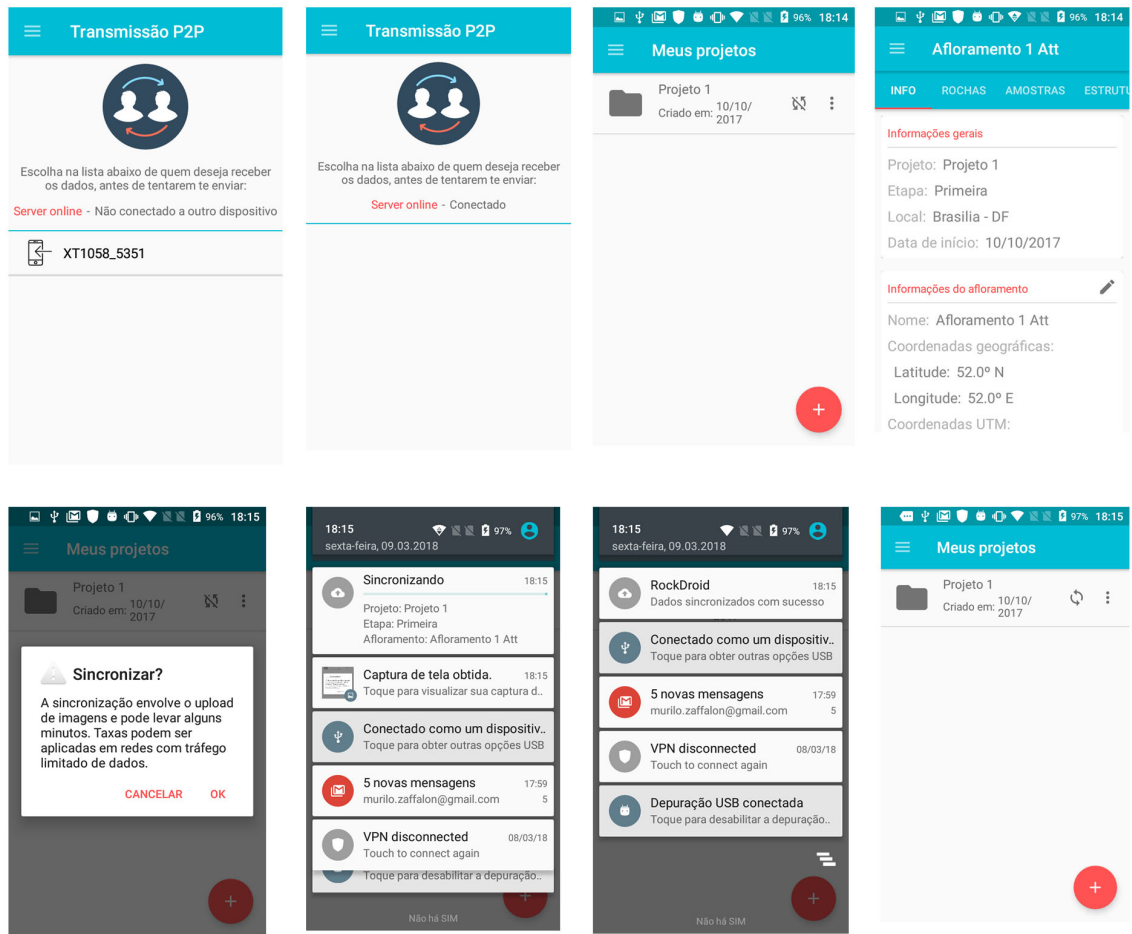 Transmissão P2P
Escolha na lista abaixo de quem deseja receber
os dados, antes de tentarem te enviar:
Server online - Não conectado a outro dispositivo
XT1058_5351
Transmissão P2P
Escolha na lista abaixo de quem deseja receber
os dados, antes de tentarem te enviar:
Server online - Conectado
96% 18:14
Meus projetos
Projeto 1
Criado em: 10/10/
2017
+
96% 18:14
Afloramento 1 Att
INFO ROCHAS AMOSTRAS ESTRUTU
Informações gerais
Projeto: Projeto 1
Etapa: Primeira
Local: Brasilia - DF
Data de início: 10/10/2017
Informações do afloramento
Nome: Afloramento 1 Att
Coordenadas geográficas:
Latitude: 52.0º N
Longitude: 52.0º E
Coordenadas UTM:
96% 18:15
Meus projetos
Projeto 1
Criado em: 10/10/
2017
Sincronizar?
A sincronização envolve o upload
de imagens e pode levar alguns
minutos. Taxas podem ser
aplicadas em redes com tráfego
limitado de dados.
CANCELAR OK
+
18:15 97%
sexta-feira, 09.03.2018
Sincronizando 18:15
Projeto: Projeto 1
Etapa: Primeira
Afloramento: Afloramento 1 Att
Captura de tela obtida. 18:15
Toque para visualizar sua captura d..
Conectado como um dispositiv..
Toque para obter outras opções USB
5 novas mensagens 17:59
murilo.zaffalon@gmail.com 5
VPN disconnected 08/03/18
Touch to connect again
Toque para desabilitar a depuração..
+
Não há SIM
18:15 97%
sexta-feira, 09.03.2018
RockDroid 18:15
Dados sincronizados com sucesso
Conectado como um dispositiv..
Toque para obter outras opções USB
5 novas mensagens 17:59
murilo.zaffalon@gmail.com 5
VPN disconnected 08/03/18
Touch to connect again
Depuração USB conectada
Toque para desabilitar a depuração..
+
Não há SIM
97% 18:15
Meus projetos
Projeto 1
Criado em: 10/10/
2017
+